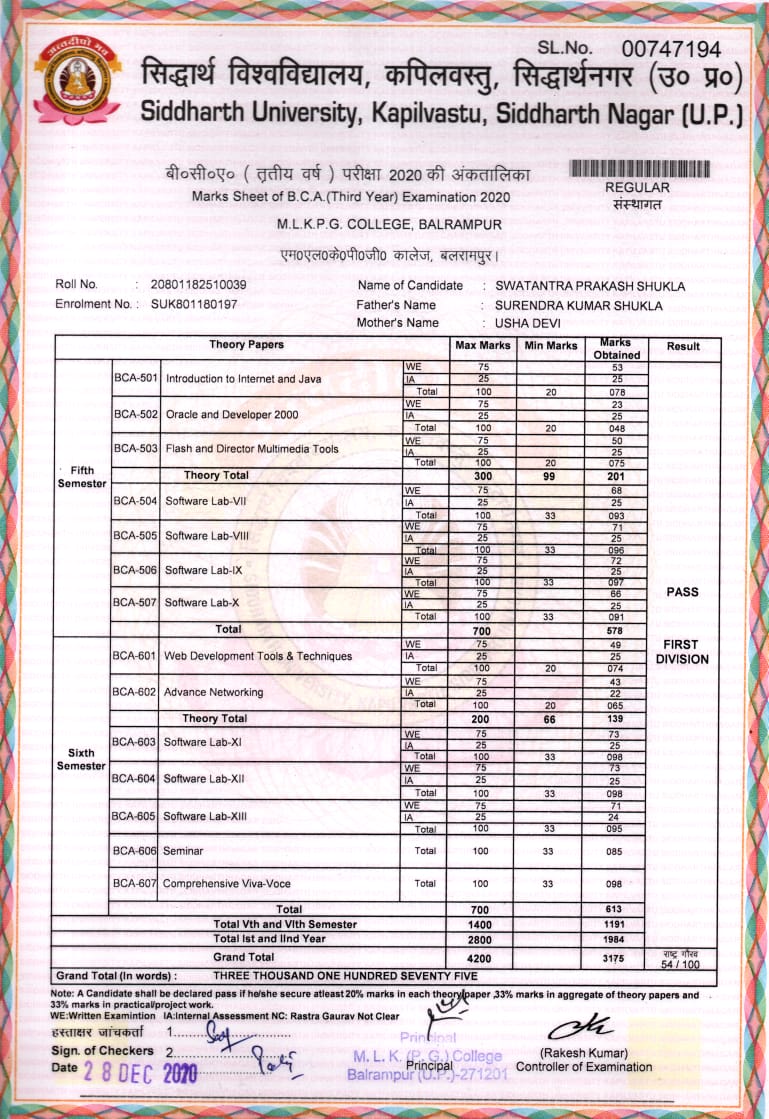 SL.No. 00747194
सिद्धार्थ विश्वविद्यालय, कपिलवस्तु, सिद्धार्थनगर (उ० प्र०)
Siddharth University, Kapilvastu, Siddharth Nagar (U.P.)
बी०सी०ए० ( तृतीय वर्ष ) परीक्षा 2020 की अंकतालिका
Marks Sheet of B.C.A.(Third Year) Examination 2020
REGULAR
संस्थागत
M.L.K.P.G. COLLEGE, BALRAMPUR
एम0एल0के0पी0जी0 कालेज, बलरामपुर।
Roll No. : 20801182510039 Name of Candidate : SWATANTRA PRAKASH SHUKLA
Enrolment No. : SUK801180197 Father's Name : SURENDRA KUMAR SHUKLA
Mother's Name : USHA DEVI
Theory Papers Max Marks Min Marks Marks Obtained Result
Fifth Semester
BCA-501 Introduction to Internet and Java WE 75 53
IA 25 25
Total 100 20 078
BCA-502 Oracle and Developer 2000 WE 75 23
IA 25 25
Total 100 20 048
BCA-503 Flash and Director Multimedia Tools WE 75 50
IA 25 25
Total 100 20 075
Theory Total 300 99 201
BCA-504 Software Lab-VII WE 75 68
IA 25 25
Total 100 33 093
BCA-505 Software Lab-VIII WE 75 71
IA 25 25
Total 100 33 096
BCA-506 Software Lab-IX WE 75 72
IA 25 25
Total 100 33 097
BCA-507 Software Lab-X WE 75 66
IA 25 25
Total 100 33 091
Total 700 578
PASS
FIRST DIVISION
Sixth Semester
BCA-601 Web Development Tools & Techniques WE 75 49
IA 25 25
Total 100 20 074
BCA-602 Advance Networking WE 75 43
IA 25 22
Total 100 20 065
Theory Total 200 66 139
BCA-603 Software Lab-XI WE 75 73
IA 25 25
Total 100 33 098
BCA-604 Software Lab-XII WE 75 73
IA 25 25
Total 100 33 098
BCA-605 Software Lab-XIII WE 75 71
IA 25 24
Total 100 33 095
BCA-606 Seminar Total 100 33 085
BCA-607 Comprehensive Viva-Voce Total 100 33 098
Total 700 613
Total Vth and VIth Semester 1400 1191
Total Ist and IInd Year 2800 1984
Grand Total 4200 3175 राष्ट्र गौरव 54 / 100
Grand Total (In words) : THREE THOUSAND ONE HUNDRED SEVENTY FIVE
Note: A Candidate shall be declared pass if he/she secure atleast 20% marks in each theory paper ,33% marks in aggregate of theory papers and
33% marks in practical/project work.
WE:Written Examintion IA:Internal Assessment NC: Rastra Gaurav Not Clear
हस्ताक्षर जांचकर्ता 1
Sign. of Checkers 2
Date 28 DEC 2020
Principal
M. L. K. (P. G.) College
Balrampur (U.P.)-271201
Principal
(Rakesh Kumar)
Controller of Examination